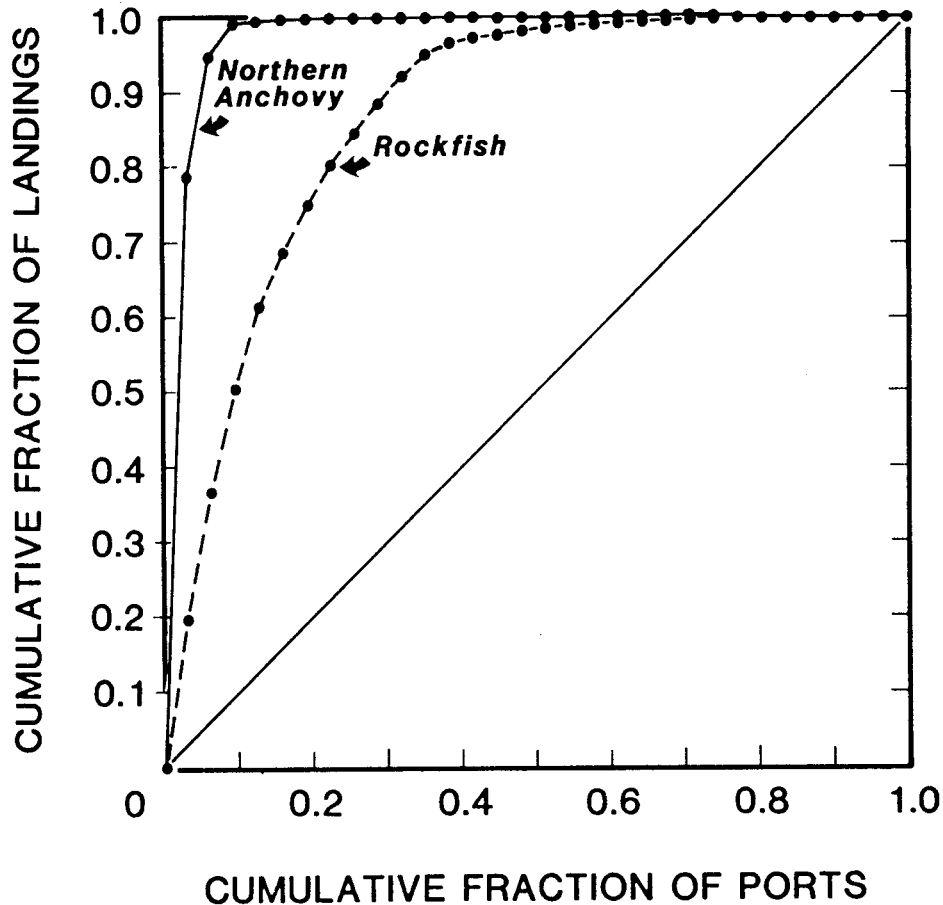 CUMULATIVE FRACTION OF LANDINGS
1.0
0.9
0.8
0.7
0.6
0.5
0.4
0.3
0.2
0.1
Northern
Anchovy
Rockfish
0 0.2 0.4 0.6 0.8 1.0
CUMULATIVE FRACTION OF PORTS